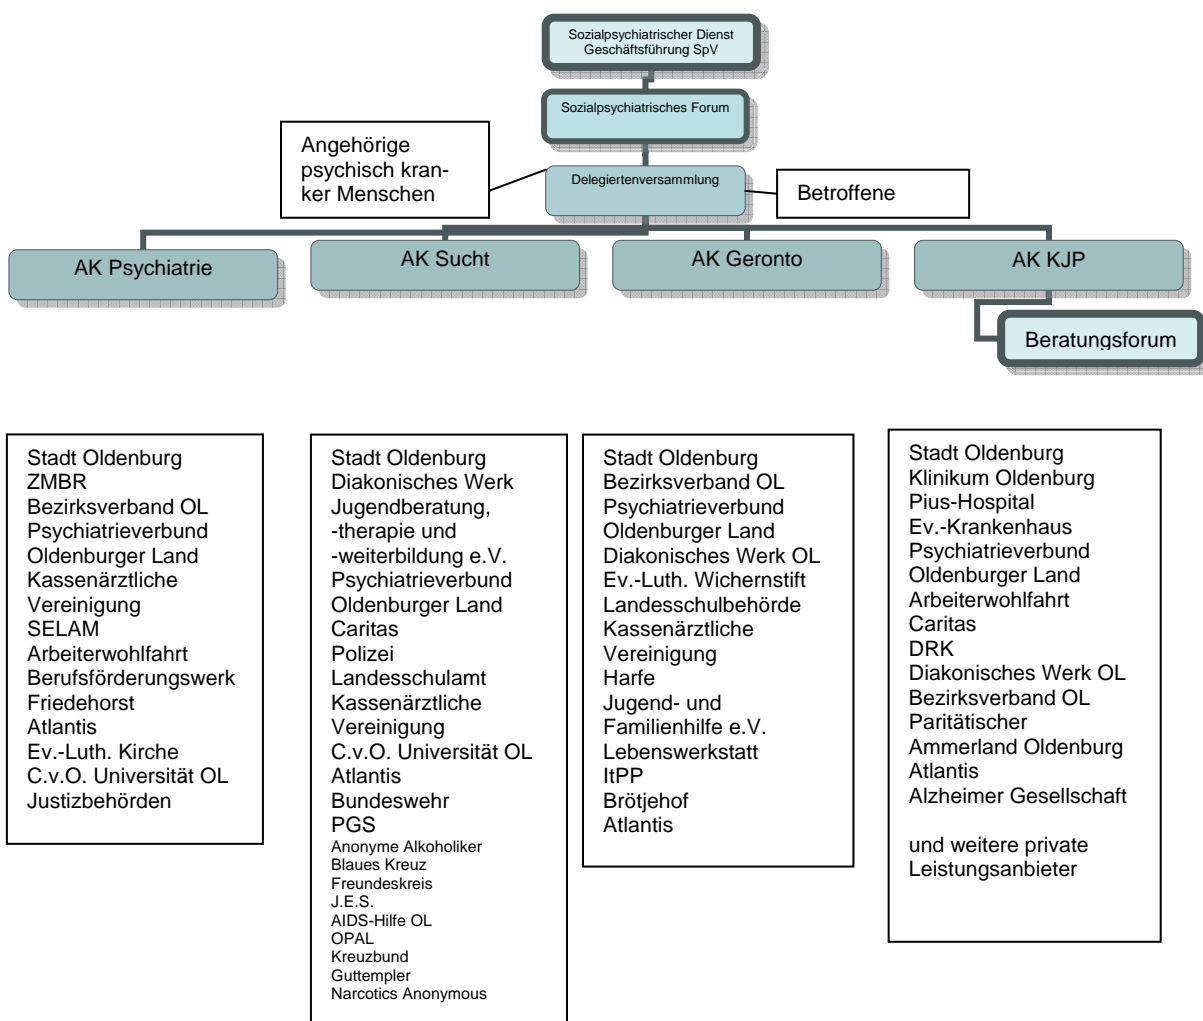 Sozialpsychiatrischer Dienst
Geschäftsführung SpV
Sozialpsychiatrisches Forum
Angehörige
psychisch kran-
ker Menschen
Delegiertenversammlung
Betroffene
AK Psychiatrie
AK Sucht
AK Geronto
AK KJP
Beratungsforum
Stadt Oldenburg
ZMBR
Bezirksverband OL
Psychiatrieverbund
Oldenburger Land
Kassenärztliche
Vereinigung
SELAM
Arbeiterwohlfahrt
Berufsförderungswerk
Friedehorst
Atlantis
Ev.-Luth. Kirche
C.v.O. Universität OL
Justizbehörden
Stadt Oldenburg
Diakonisches Werk
Jugendberatung,
-therapie und
-weiterbildung e.V.
Psychiatrieverbund
Oldenburger Land
Caritas
Polizei
Landesschulamt
Kassenärztliche
Vereinigung
C.v.O. Universität OL
Atlantis
Bundeswehr
PGS
Anonyme Alkoholiker
Blaues Kreuz
Freundeskreis
J.E.S.
AIDS-Hilfe OL
OPAL
Kreuzbund
Guttempler
Narcotics Anonymous
Stadt Oldenburg
Bezirksverband OL
Psychiatrieverbund
Oldenburger Land
Diakonisches Werk OL
Ev.-Luth. Wichernstift
Landesschulbehörde
Kassenärztliche
Vereinigung
Harfe
Jugend- und
Familienhilfe e.V.
Lebenswerkstatt
ItPP
Brötjehof
Atlantis
Stadt Oldenburg
Klinikum Oldenburg
Pius-Hospital
Ev.-Krankenhaus
Psychiatrieverbund
Oldenburger Land
Arbeiterwohlfahrt
Caritas
DRK
Diakonisches Werk OL
Bezirksverband OL
Paritätischer
Ammerland Oldenburg
Atlantis
Alzheimer Gesellschaft
und weitere private
Leistungsanbieter